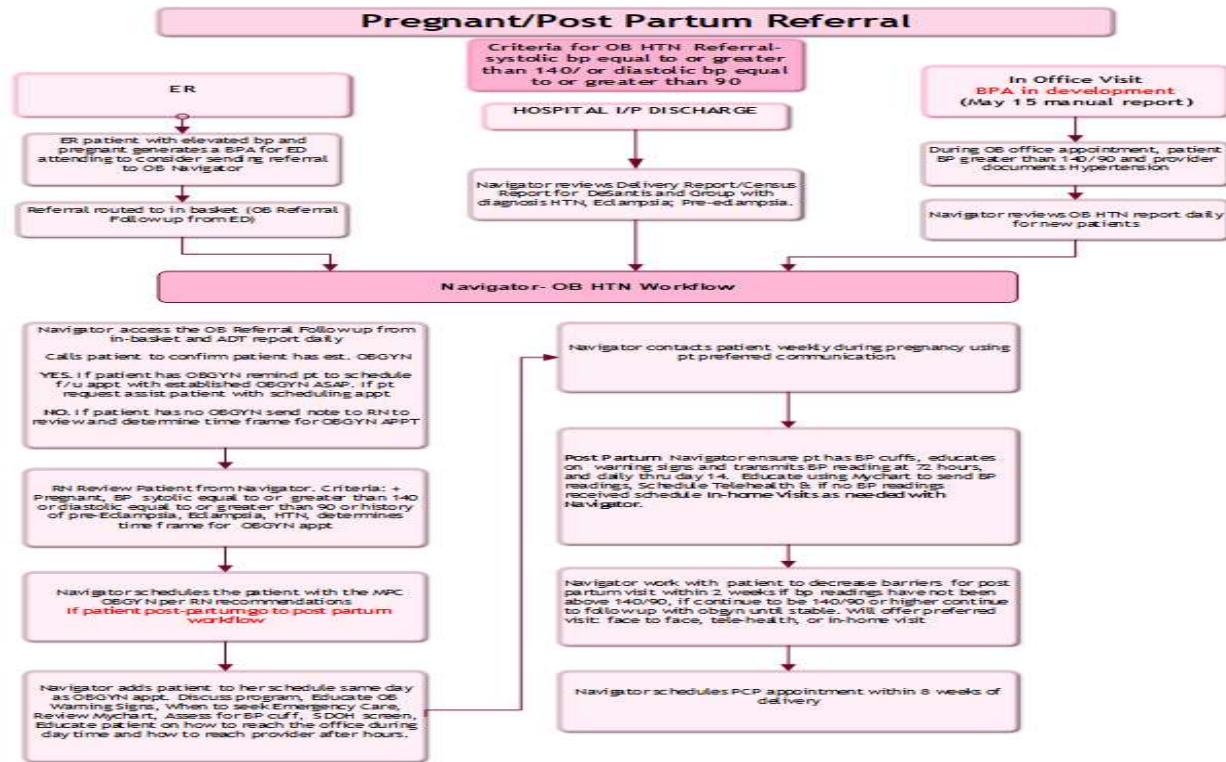 Pregnant/Post Partum Referral
Criteria for OB HTN Referral-
systolic bp equal to or greater
than 140/ or diastolic bp equal
to or greater than 90
ER
ER patient with elevated bp and
pregnant generates a BPA for ED
attending to consider sending referral
to OB Navigator
Referral routed to in basket (OB Referral
Followup from ED)
HOSPITAL I/P DISCHARGE
Navigator reviews Delivery Report/Census
Report for DeSantis and Group with
diagnosis HTN, Eclampsia; Pre-eclampsia.
In Office Visit
BPA in development
(May 15 manual report)
During OB office appointment, patient
BP greater than 140/90 and provider
documents Hypertension
Navigator reviews OB HTN report daily
for new patients
Navigator- OB HTN Workflow
Navigator access the OB Referral Followup from
in-basket and ADT report daily
Calls patient to confirm patient has est. OBGYN
YES. If patient has OBGYN remind pt to schedule
f/u appt with established OBGYN ASAP. If pt
request assist patient with scheduling appt
NO. If patient has no OBGYN send note to RN to
review and determine time frame for OBGYN APPT
RN Review Patient from Navigator. Criteria: +
Pregnant, BP sytolic equal to or greater than 140
or diastolic equal to or greater than 90 or history
of pre-Eclampsia, Eclampsia, HTN, determines
time frame for OBGYN appt
Navigator schedules the patient with the MPC
OBGYN per RN recommendations
If patient post-partum go to post partum
workflow
Navigator adds patient to her schedule same day
as OBGYN appt. Discuss program, Educate OB
Warning Signs, When to seek Emergency Care,
Review Mychart, Assess for BP cuff, SDOH screen,
Educate patient on how to reach the office during
day time and how to reach provider after hours.
Navigator contacts patient weekly during pregnancy using
pt preferred communication
Post Partum Navigator ensure pt has BP cuffs, educates
on warning signs and transmits BP reading at 72 hours,
and daily thru day 14. Educate using Mychart to send BP
readings, Schedule Telehealth & if no BP readings
received schedule In-home Visits as needed with
Navigator.
Navigator work with patient to decrease barriers for post
partum visit within 2 weeks if bp readings have not been
above 140/90, if continue to be 140/90 or higher continue
to follow up with obgyn until stable. Will offer preferred
visit: face to face, tele-health, or in-home visit
Navigator schedules PCP appointment within 8 weeks of
delivery